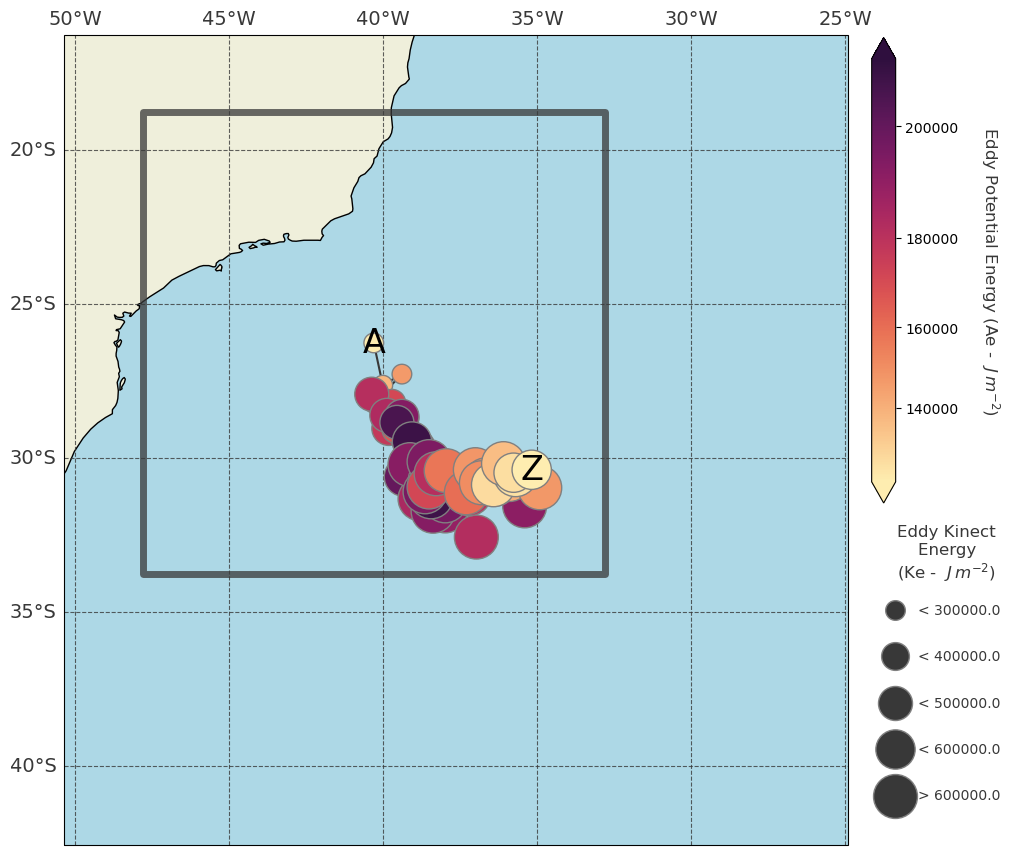 50°W 45°W 40°W 35°W 30°W 25°W
20°S
25°S
30°S
35°S
40°S
A
Z
200000
180000
160000
140000
Eddy Potential Energy (Ae - J m⁻²)
Eddy Kinect
Energy
(Ke - J m⁻²)
< 300000.0
< 400000.0
< 500000.0
< 600000.0
> 600000.0